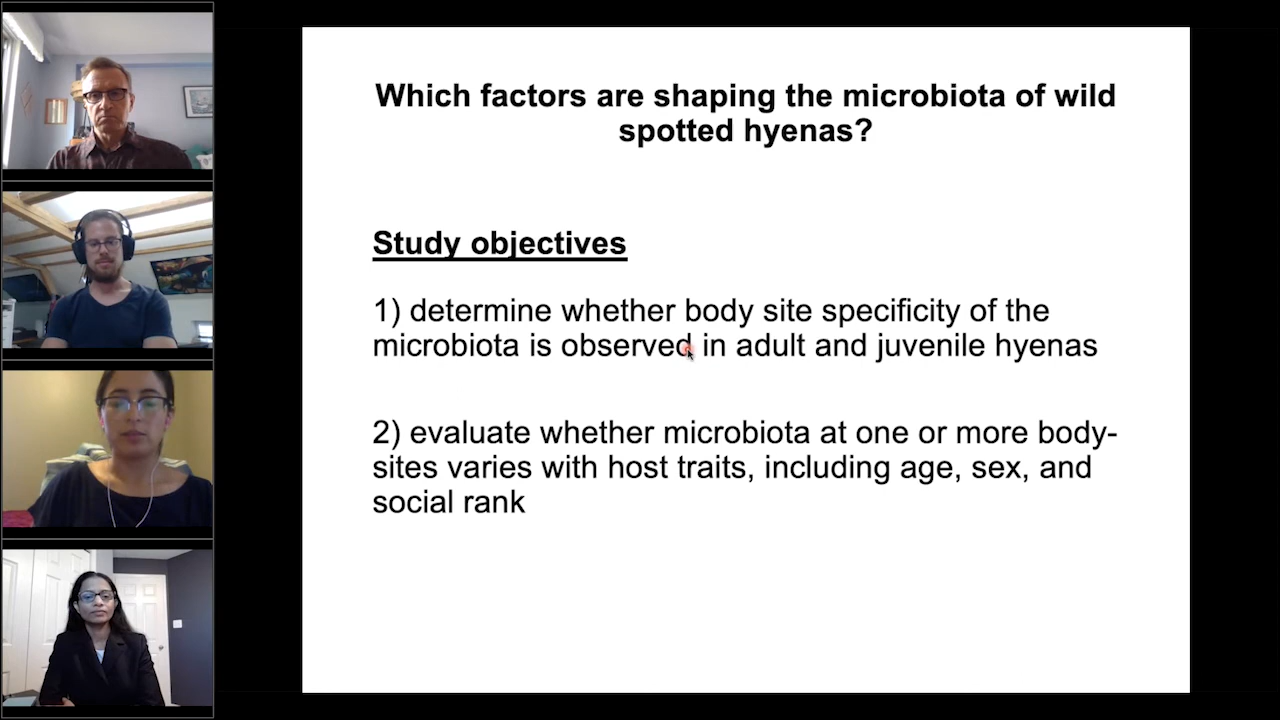 Which factors are shaping the microbiota of wild
spotted hyenas?
Study objectives
1) determine whether body site specificity of the
microbiota is observed in adult and juvenile hyenas
2) evaluate whether microbiota at one or more body-
sites varies with host traits, including age, sex, and
social rank